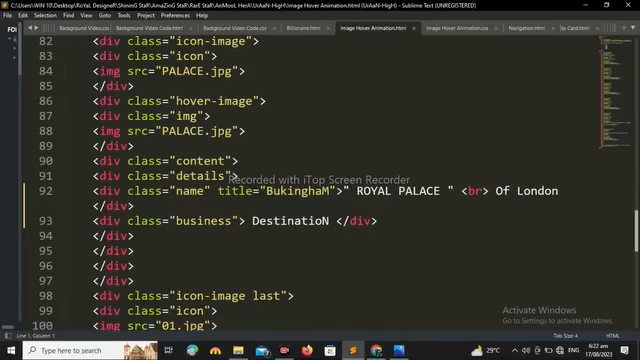 C:\Users\WIN 10\Desktop\RoYaL DesigneR\ShininG StaR\AmaZinG StaR\RarE StaR\AnMooL HerA\UrAaN-HigH\Image Hover Animation.html (UrAaN-HigH) - Sublime Text (UNREGISTERED)
File Edit Selection Find View Goto Tools Project Preferences Help
Background Video.css Background Video Code.html Background Video Code.html Billionaire.html Image Hover Animation.html Image Hover Animation.css Navigation.html Vip Card.html
82 <div class="icon-image">
83 <div class="icon">
84 <img src="PALACE.jpg">
85 </div>
86 <div class="hover-image">
87 <div class="img">
88 <img src="PALACE.jpg">
89 </div>
90 <div class="content">
91 <div class="details">
Recorded with iTop Screen Recorder
92 <div class="name" title="BukinghaM">" ROYAL PALACE " <br> Of London
</div>
93 <div class="business"> DestinatioN </div>
94 </div>
95 </div>
96 </div>
97 </div>
98 <div class="icon-image last">
99 <div class="icon">
100 <img src="01.jpg">
Activate Windows
Go to Settings to activate Windows.
Line 1, Column 1
Tab Size: 4
HTML
Type here to search
29°C
6:22 pm
17/08/2023